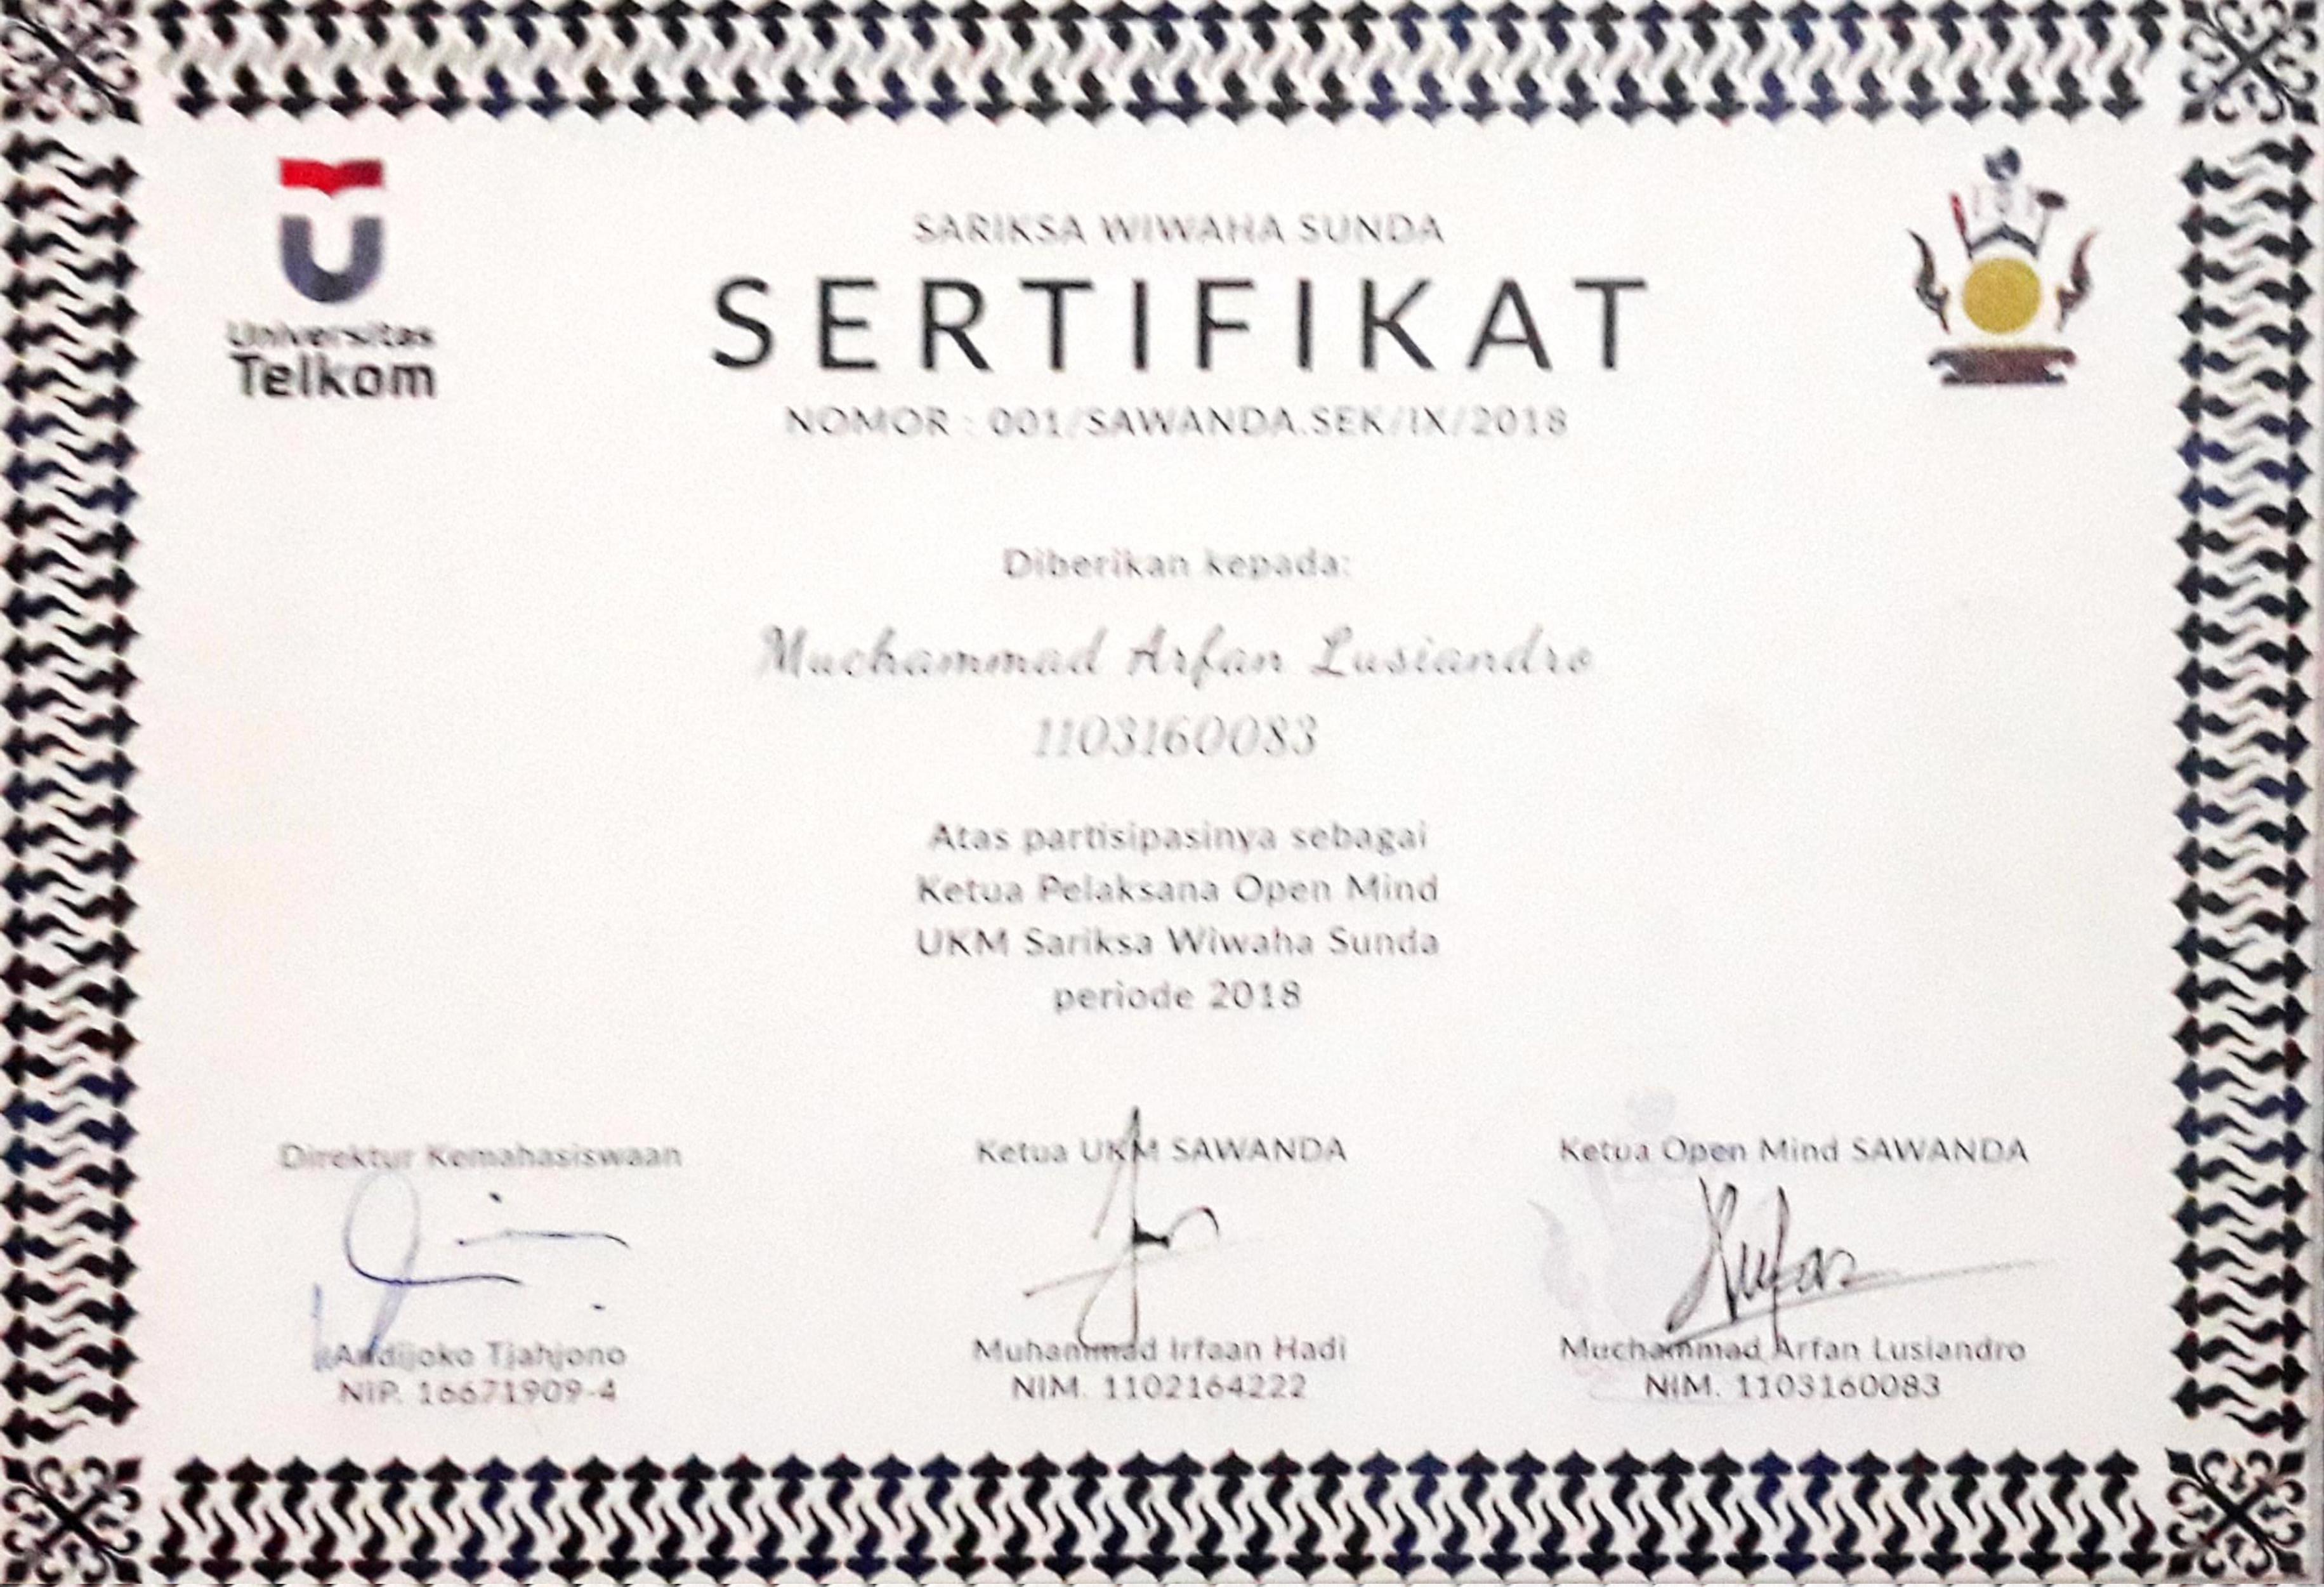 Universitas
Telkom
SARIKSA WIWAHA SUNDA
SERTIFIKAT
NOMOR : 001/SAWANDA.SEK/IX/2018
Diberikan kepada:
Muchammad Arfan Lusiandro
1103160083
Atas partisipasinya sebagai
Ketua Pelaksana Open Mind
UKM Sariksa Wiwaha Sunda
periode 2018
Direktur Kemahasiswaan
Andijoko Tjahjono
NIP. 16671909-4
Ketua UKM SAWANDA
Muhammad Irfaan Hadi
NIM. 1102164222
Ketua Open Mind SAWANDA
Arfan
Muchammad Arfan Lusiandro
NIM. 1103160083